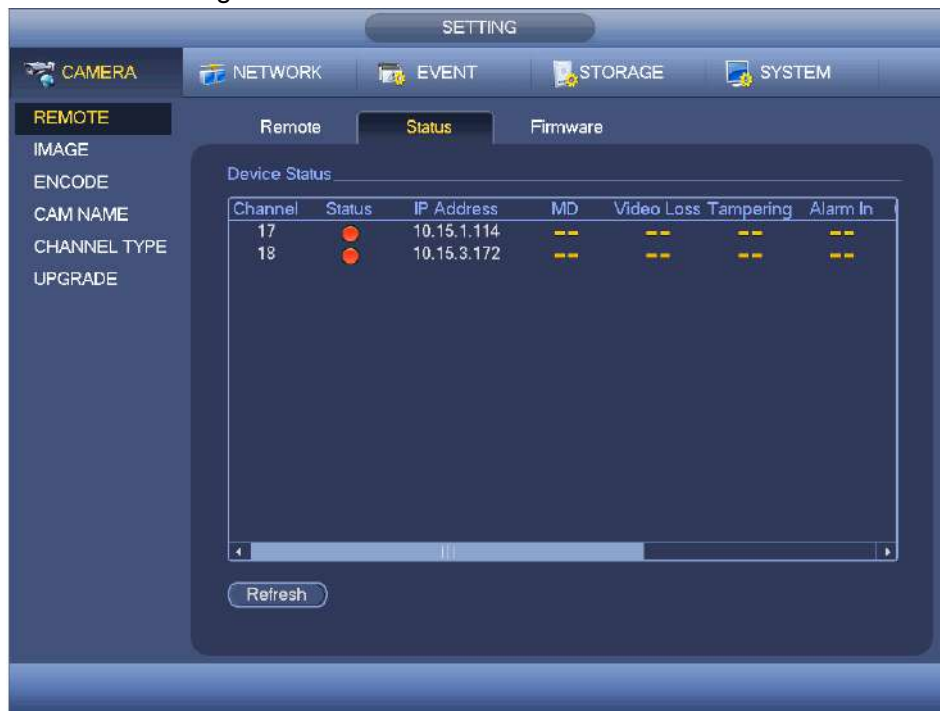 SETTING
CAMERA NETWORK EVENT STORAGE SYSTEM
REMOTE
IMAGE
ENCODE
CAM NAME
CHANNEL TYPE
UPGRADE
Remote Status Firmware
Device Status
Channel Status IP Address MD Video Loss Tampering Alarm In
17 10.15.1.114 -- -- -- --
18 10.15.3.172 -- -- -- --
Refresh